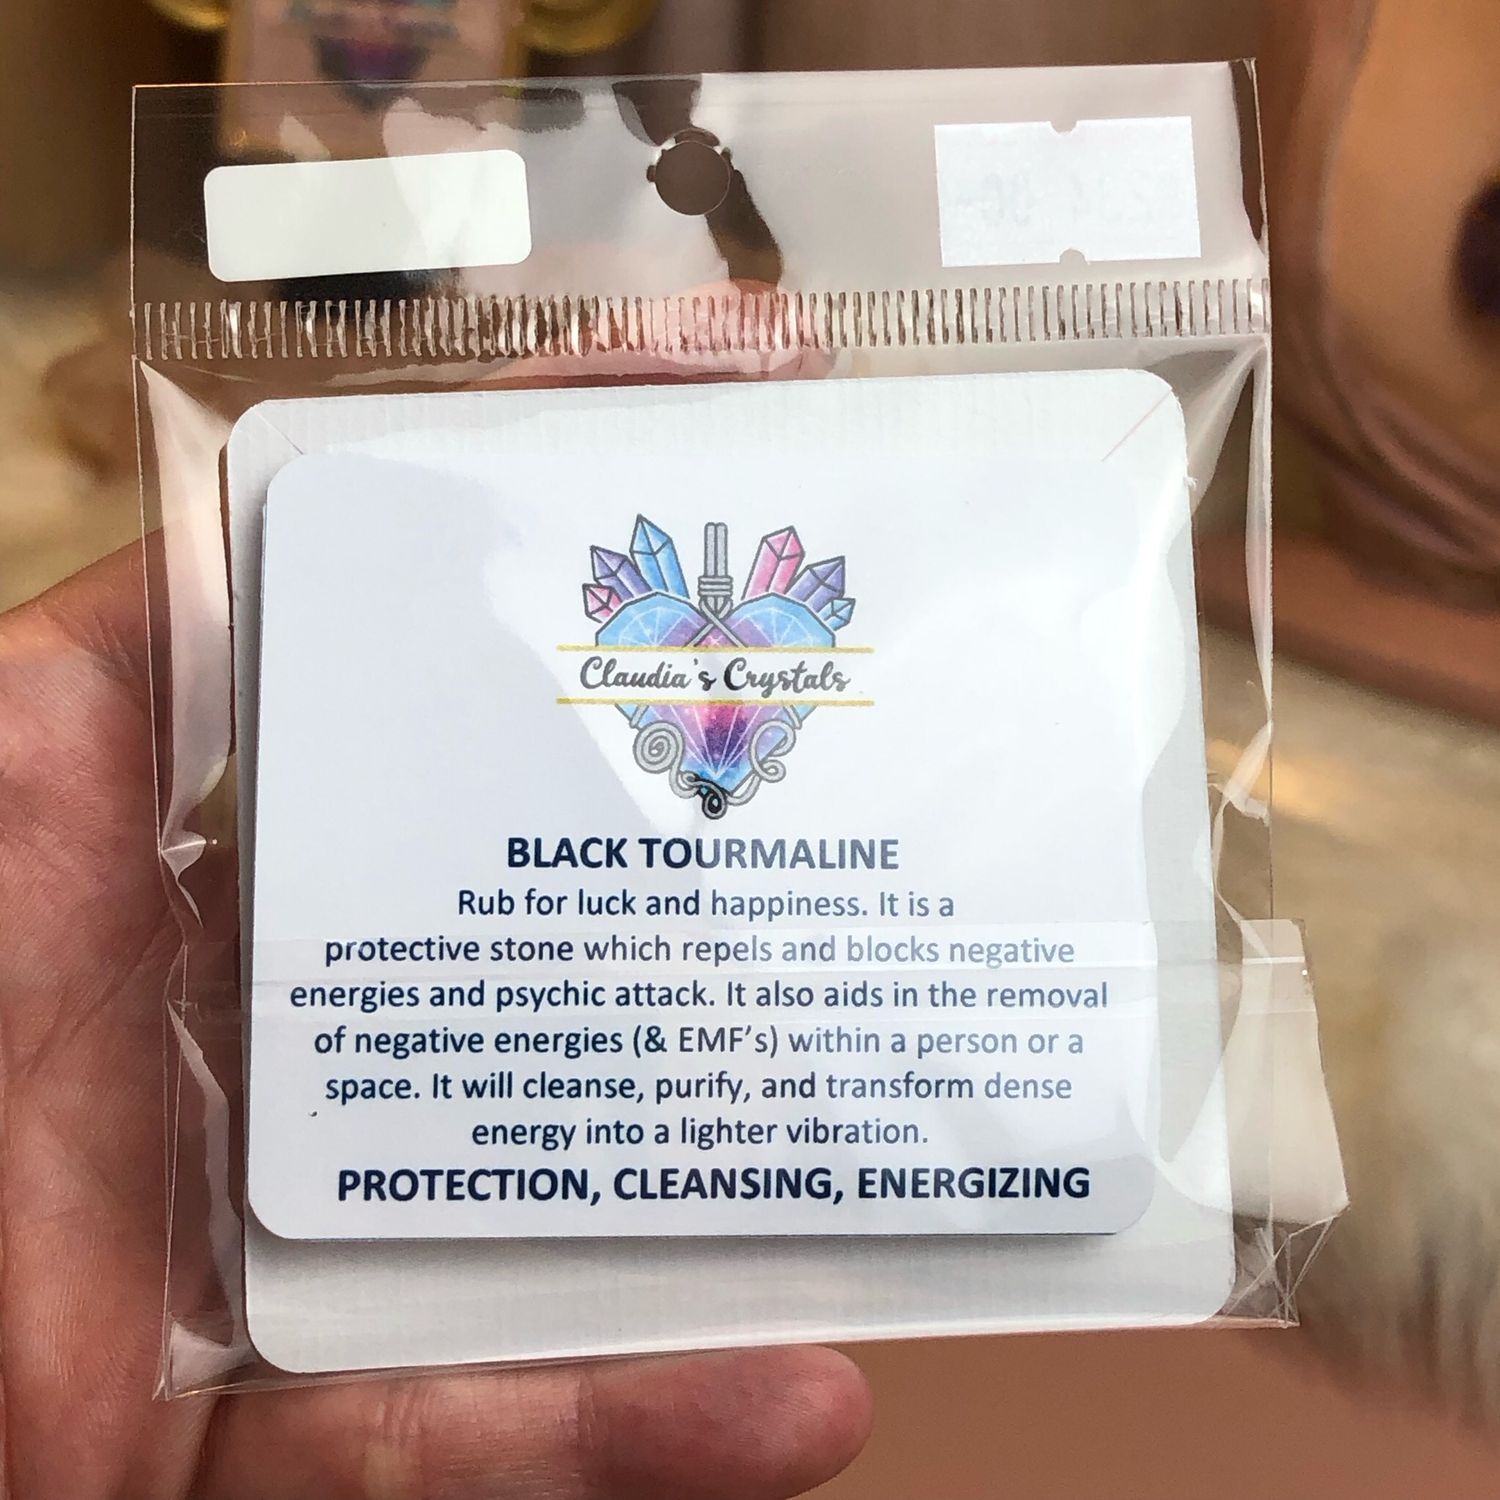 Claudia's Crystals
BLACK TOURMALINE
Rub for luck and happiness. It is a
protective stone which repels and blocks negative
energies and psychic attack. It also aids in the removal
of negative energies (& EMF's) within a person or a
space. It will cleanse, purify, and transform dense
energy into a lighter vibration.
PROTECTION, CLEANSING, ENERGIZING